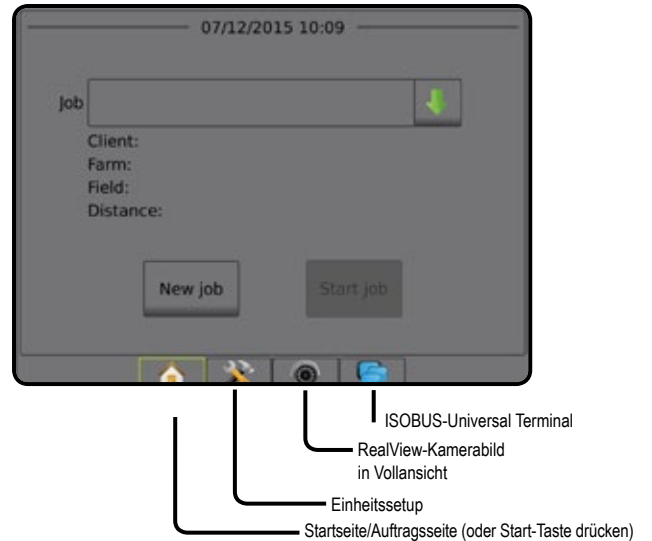 07/12/2015 10:09
Job
Client:
Farm:
Field:
Distance:
New job
Start job
ISOBUS-Universal Terminal
RealView-Kamerabild
in Vollansicht
Einheitssetup
Startseite/Auftragsseite (oder Start-Taste drücken)